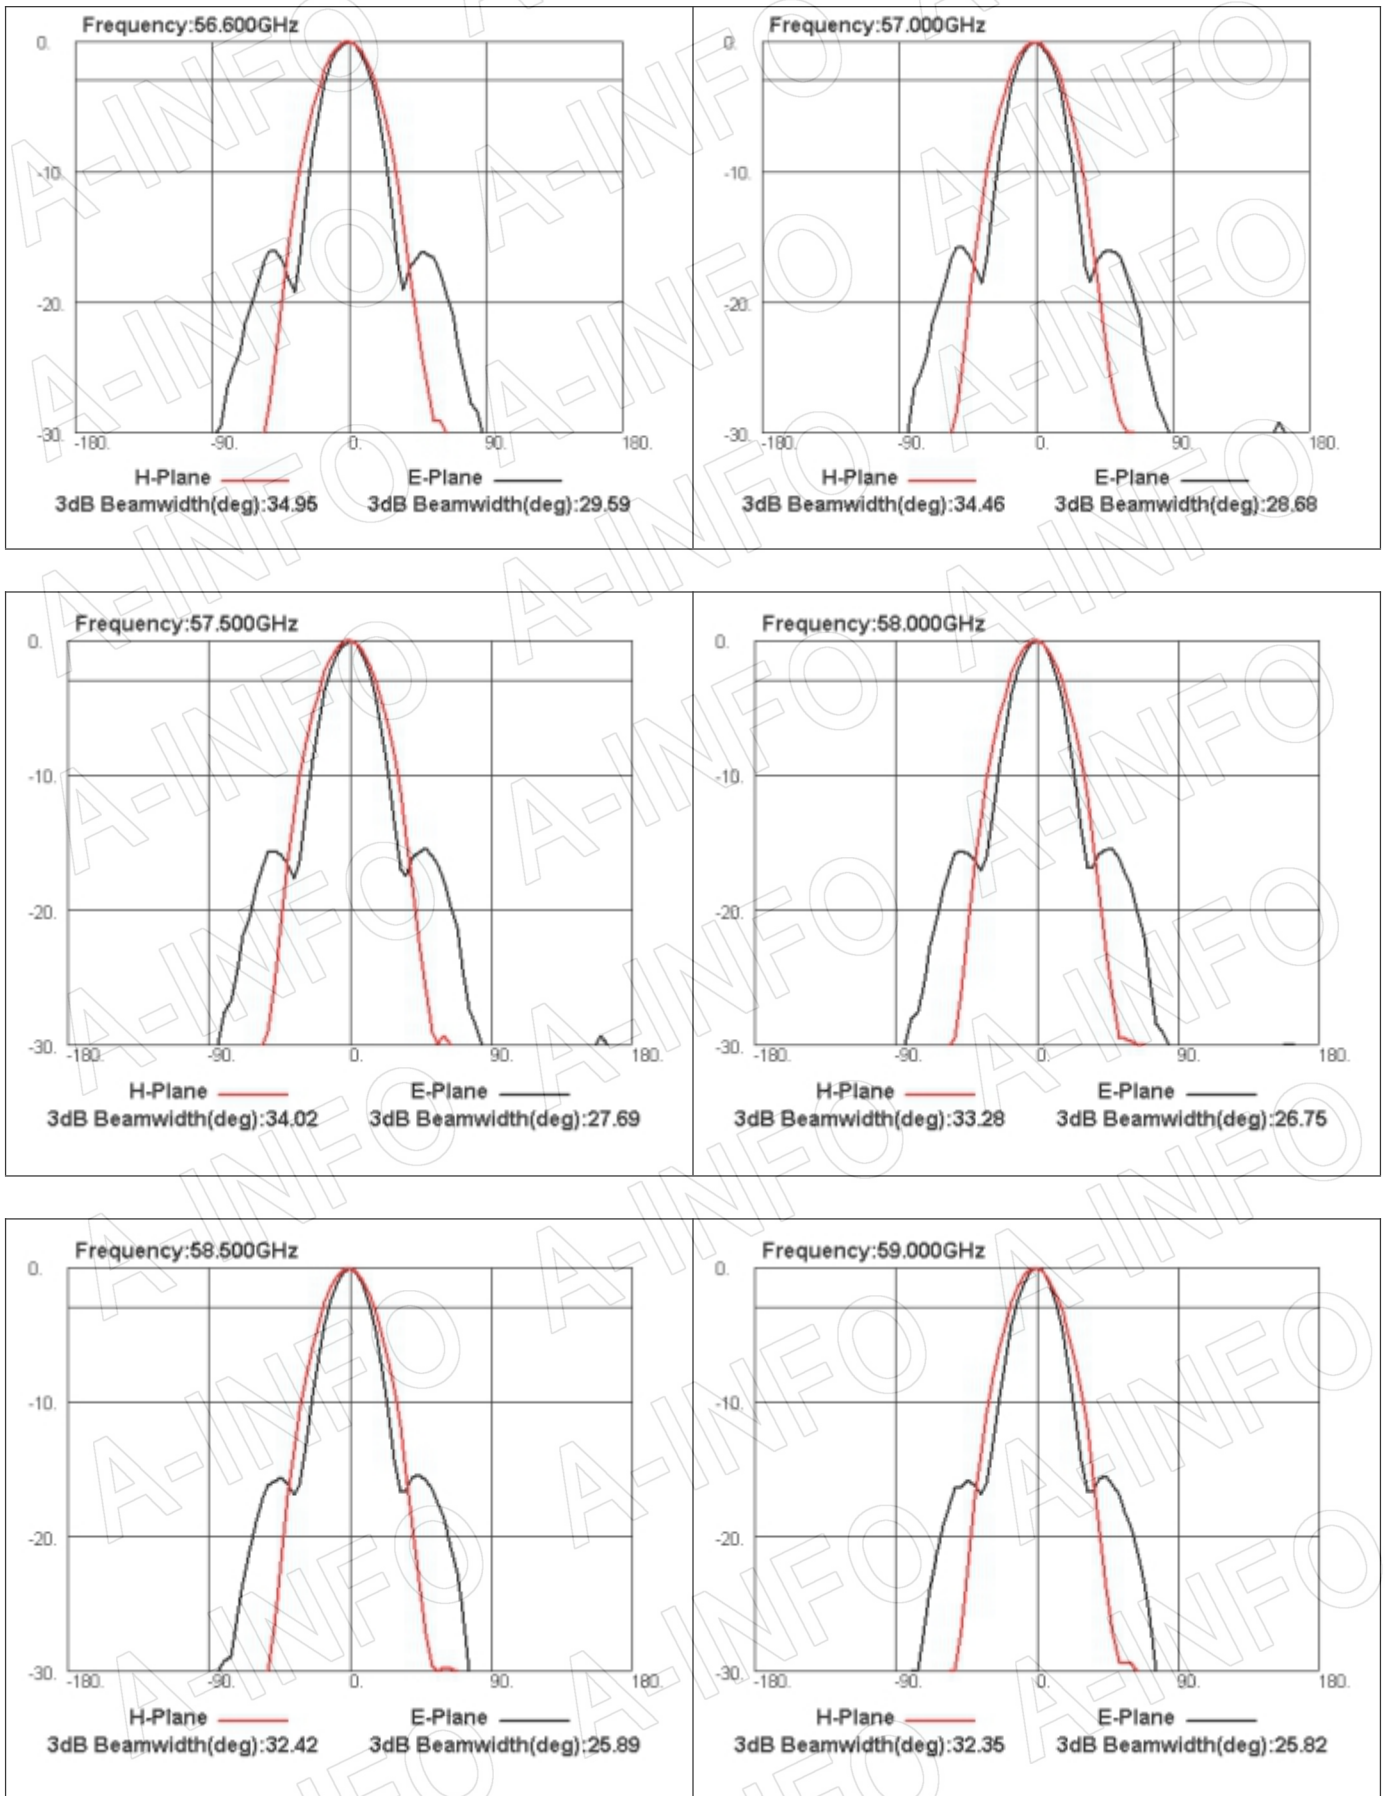 Frequency:56.600GHz
0.
-10.
-20.
-30.
-180. -90. 0. 90. 180.
H-Plane E-Plane
3dB Beamwidth(deg):34.95 3dB Beamwidth(deg):29.59
Frequency:57.000GHz
0.
-10.
-20.
-30.
-180. -90. 0. 90. 180.
H-Plane E-Plane
3dB Beamwidth(deg):34.46 3dB Beamwidth(deg):28.68
Frequency:57.500GHz
0.
-10.
-20.
-30.
-180. -90. 0. 90. 180.
H-Plane E-Plane
3dB Beamwidth(deg):34.02 3dB Beamwidth(deg):27.69
Frequency:58.000GHz
0.
-10.
-20.
-30.
-180. -90. 0. 90. 180.
H-Plane E-Plane
3dB Beamwidth(deg):33.28 3dB Beamwidth(deg):26.75
Frequency:58.500GHz
0.
-10.
-20.
-30.
-180. -90. 0. 90. 180.
H-Plane E-Plane
3dB Beamwidth(deg):32.42 3dB Beamwidth(deg):25.89
Frequency:59.000GHz
0.
-10.
-20.
-30.
-180. -90. 0. 90. 180.
H-Plane E-Plane
3dB Beamwidth(deg):32.35 3dB Beamwidth(deg):25.82
A-INFO